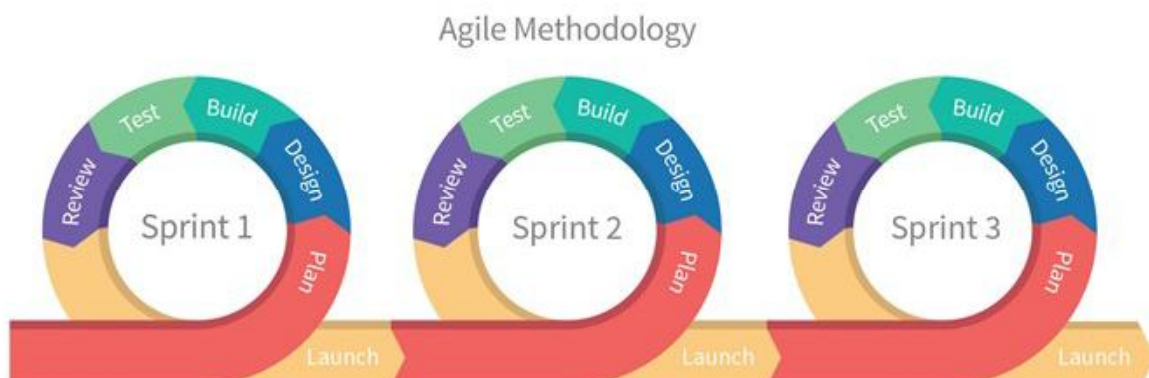 Agile Methodology
Test
Build
Review
Design
Sprint 1
Plan
Launch
Test
Build
Review
Design
Sprint 2
Plan
Launch
Test
Build
Review
Design
Sprint 3
Plan
Launch